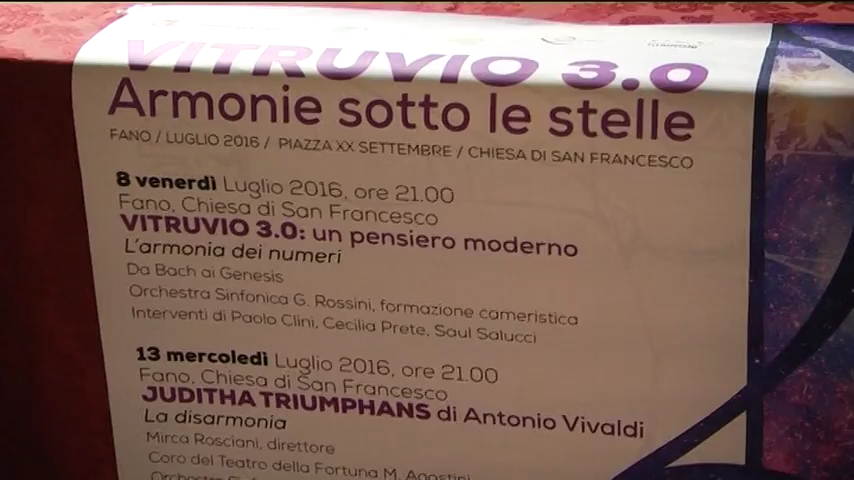 VITRUVIO 3.0
Armonie sotto le stelle
FANO / LUGLIO 2016 / PIAZZA XX SETTEMBRE / CHIESA DI SAN FRANCESCO
8 venerdì Luglio 2016, ore 21.00
Fano, Chiesa di San Francesco
VITRUVIO 3.0: un pensiero moderno
L'armonia dei numeri
Da Bach ai Genesis
Orchestra Sinfonica G. Rossini, formazione cameristica
Interventi di Paolo Clini, Cecilia Prete, Saul Salucci
13 mercoledì Luglio 2016, ore 21.00
Fano, Chiesa di San Francesco
JUDITHA TRIUMPHANS di Antonio Vivaldi
La disarmonia
Mirca Rosciani, direttore
Coro del Teatro della Fortuna M. Agostini